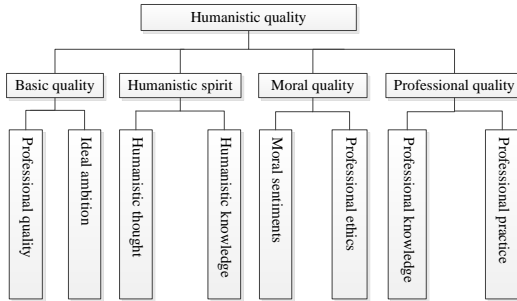 Humanistic quality
Basic quality
Humanistic spirit
Moral quality
Professional quality
Professional quality
Ideal ambition
Humanistic thought
Humanistic knowledge
Moral sentiments
Professional ethics
Professional knowledge
Professional practice